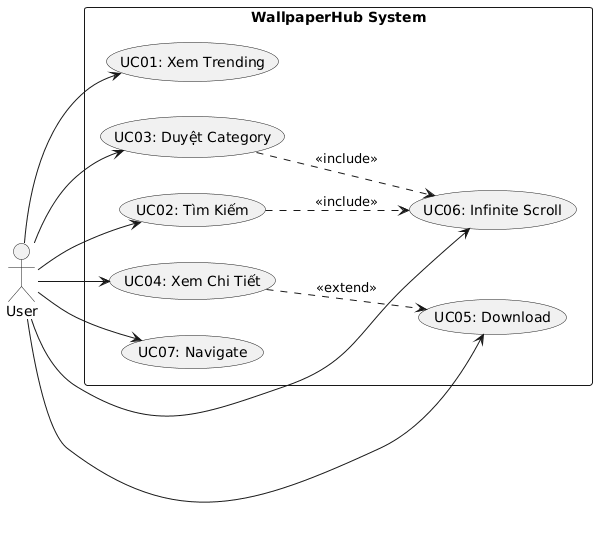 WallpaperHub System
UC01: Xem Trending
UC03: Duyệt Category
«include»
UC02: Tìm Kiếm
«include»
UC06: Infinite Scroll
UC04: Xem Chi Tiết
«extend»
UC05: Download
User
UC07: Navigate